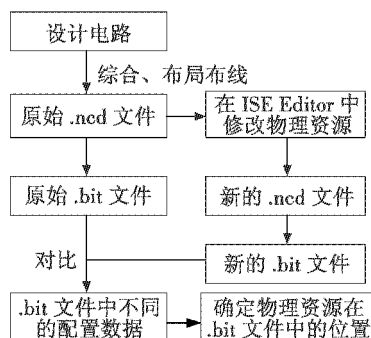 设计电路
综合、布局布线
原始 .ncd 文件
在 ISE Editor 中
修改物理资源
原始 .bit 文件
新的 .ncd 文件
对比
新的 .bit 文件
.bit 文件中不同
的配置数据
确定物理资源在
.bit 文件中的位置